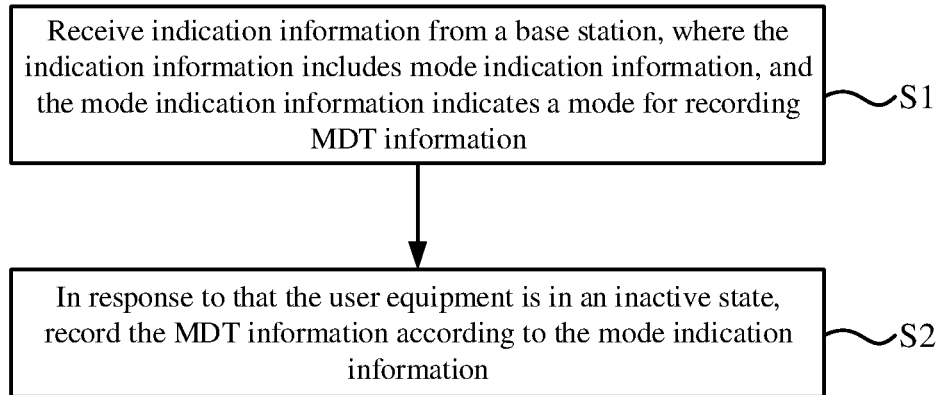 Receive indication information from a base station, where the
indication information includes mode indication information, and
the mode indication information indicates a mode for recording
MDT information
S1
In response to that the user equipment is in an inactive state,
record the MDT information according to the mode indication
information
S2